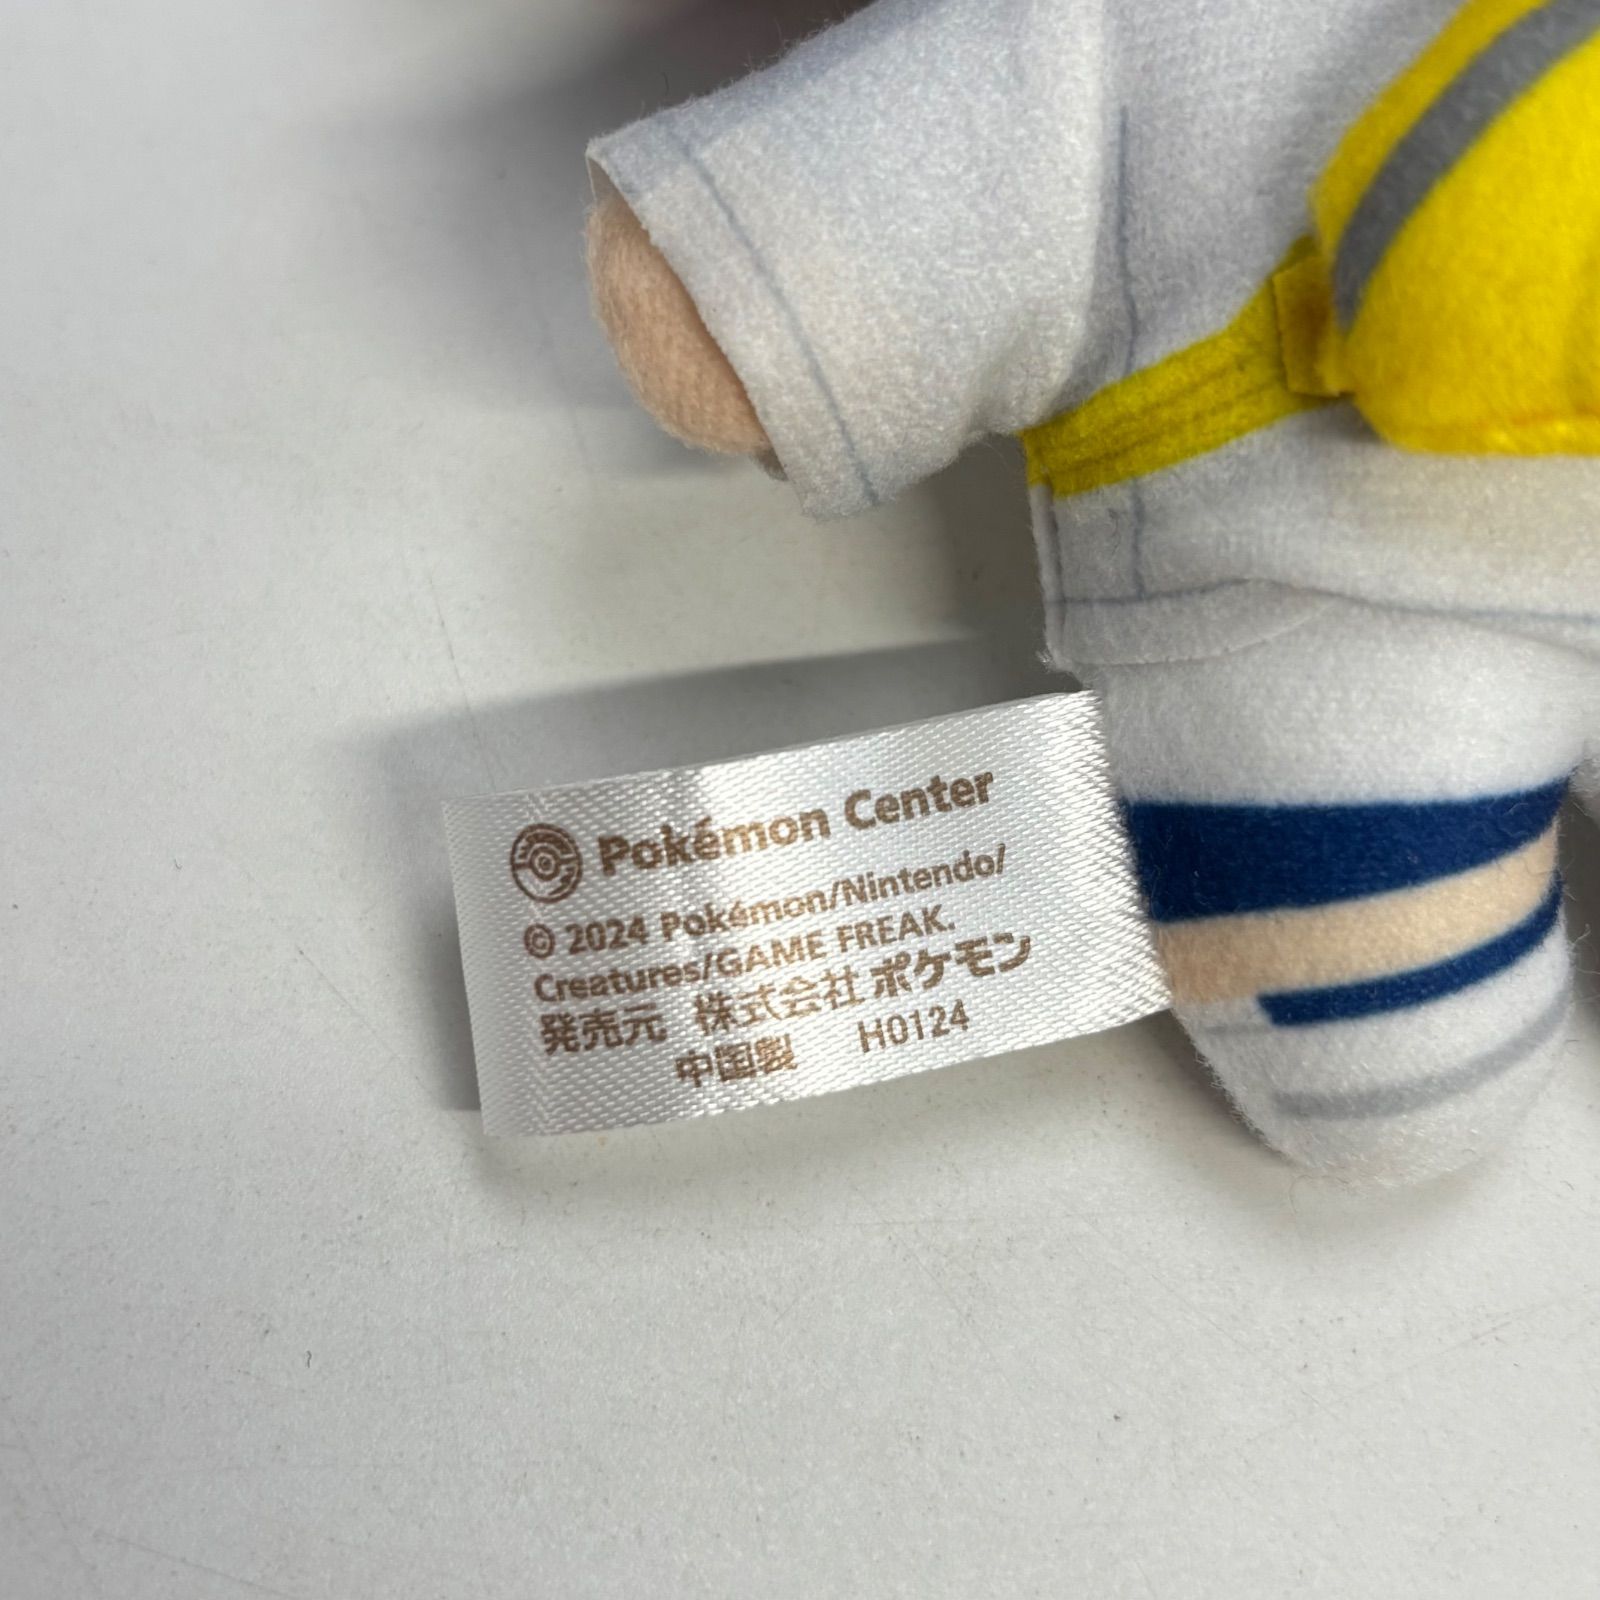 Pokémon Center
© 2024 Pokémon/Nintendo/
Creatures/GAME FREAK.
発売元 株式会社ポケモン
中国製 H0124